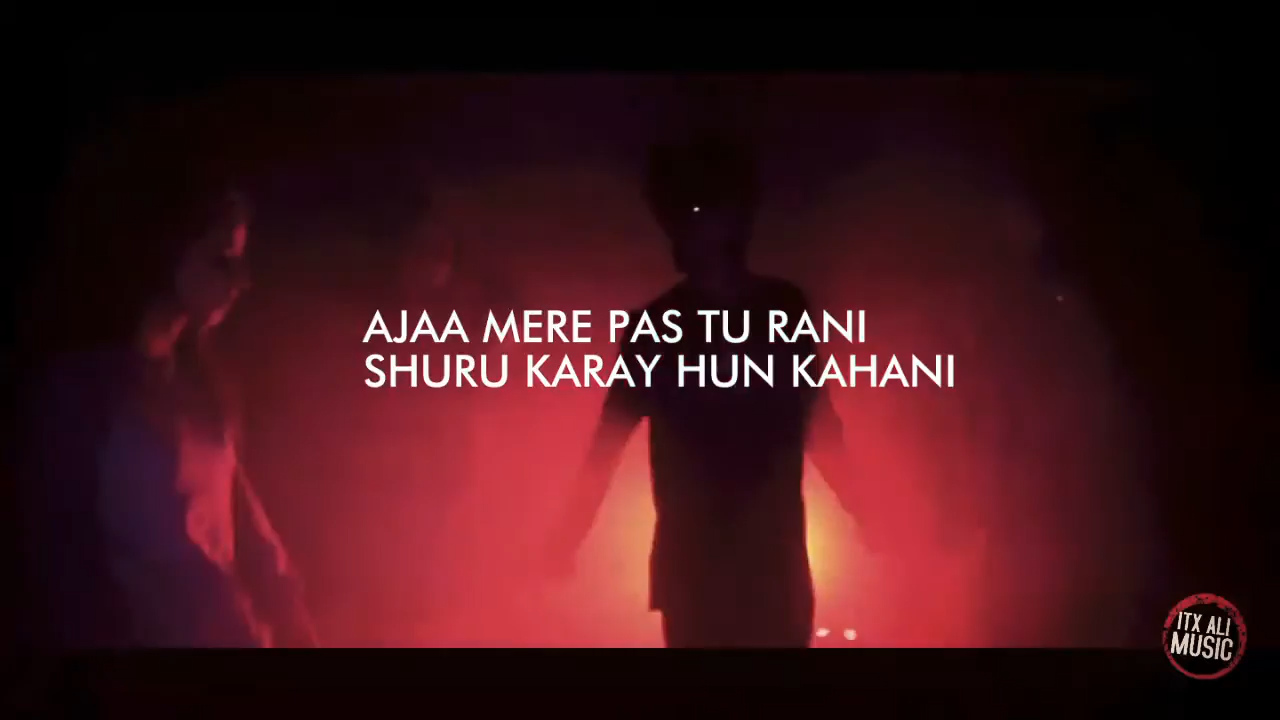 AJAA MERE PAS TU RANI
SHURU KARAY HUN KAHANI
ITX ALI
MUSIC